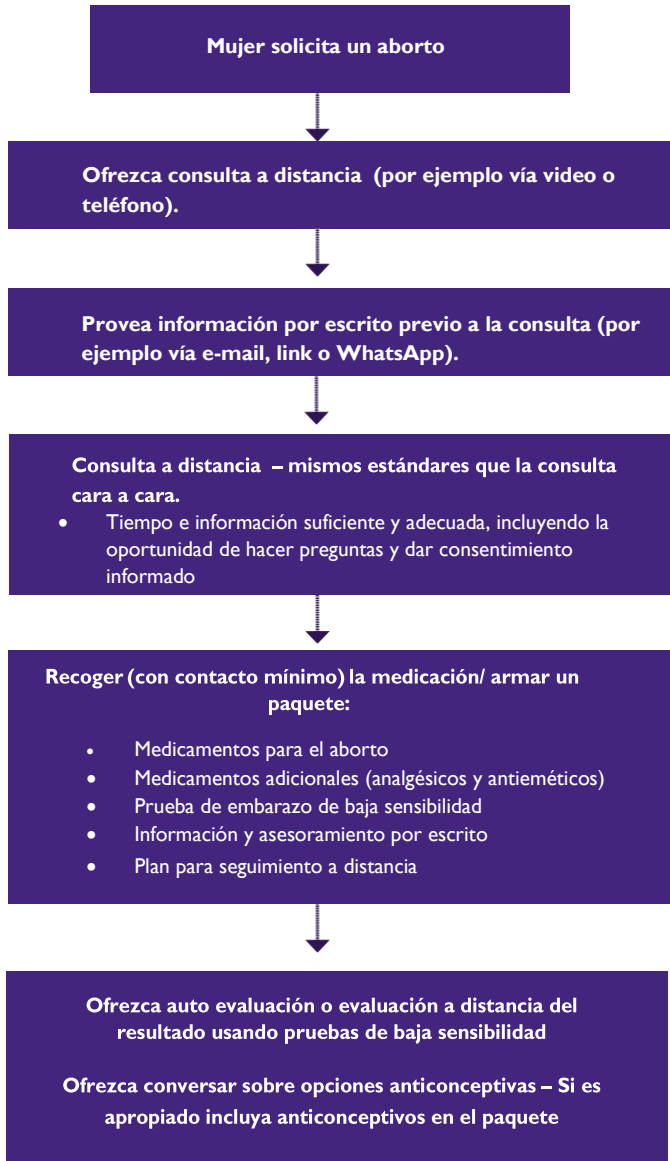 Mujer solicita un aborto
Ofrezca consulta a distancia (por ejemplo vía video o
teléfono).
Provea información por escrito previo a la consulta (por
ejemplo vía e-mail, link o WhatsApp).
Consulta a distancia – mismos estándares que la consulta
cara a cara.
• Tiempo e información suficiente y adecuada, incluyendo la
oportunidad de hacer preguntas y dar consentimiento
informado
Recoger (con contacto mínimo) la medicación/ armar un
paquete:
• Medicamentos para el aborto
• Medicamentos adicionales (analgésicos y antieméticos)
• Prueba de embarazo de baja sensibilidad
• Información y asesoramiento por escrito
• Plan para seguimiento a distancia
Ofrezca auto evaluación o evaluación a distancia del
resultado usando pruebas de baja sensibilidad
Ofrezca conversar sobre opciones anticonceptivas – Si es
apropiado incluya anticonceptivos en el paquete